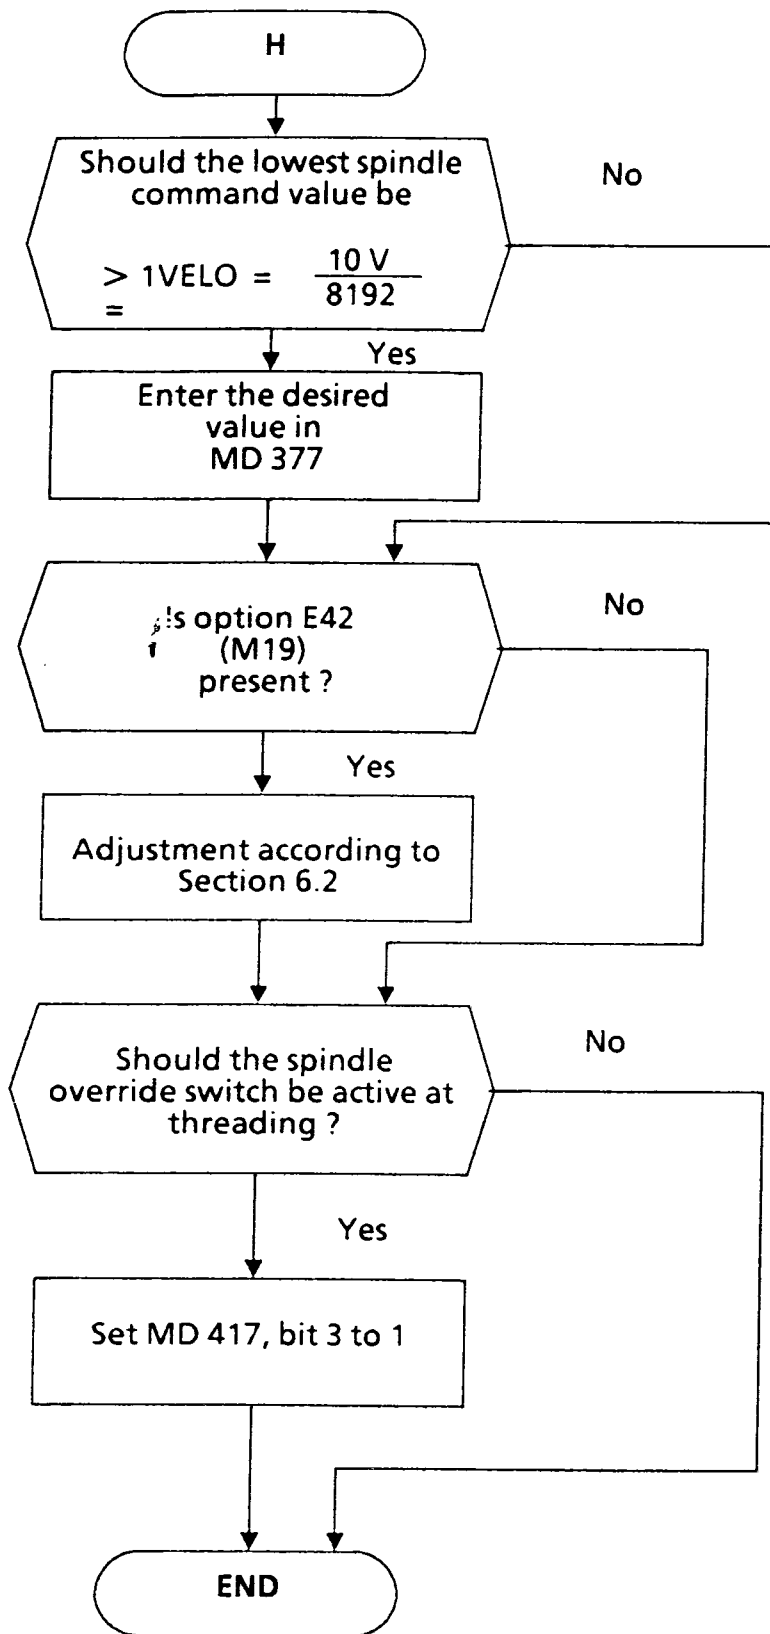 H
Should the lowest spindle
command value be
No
> 1VELO = 10 V
= 8192
Yes
Enter the desired
value in
MD 377
Is option E42
(M19)
present ?
No
Yes
Adjustment according to
Section 6.2
Should the spindle
override switch be active at
threading ?
No
Yes
Set MD 417, bit 3 to 1
END